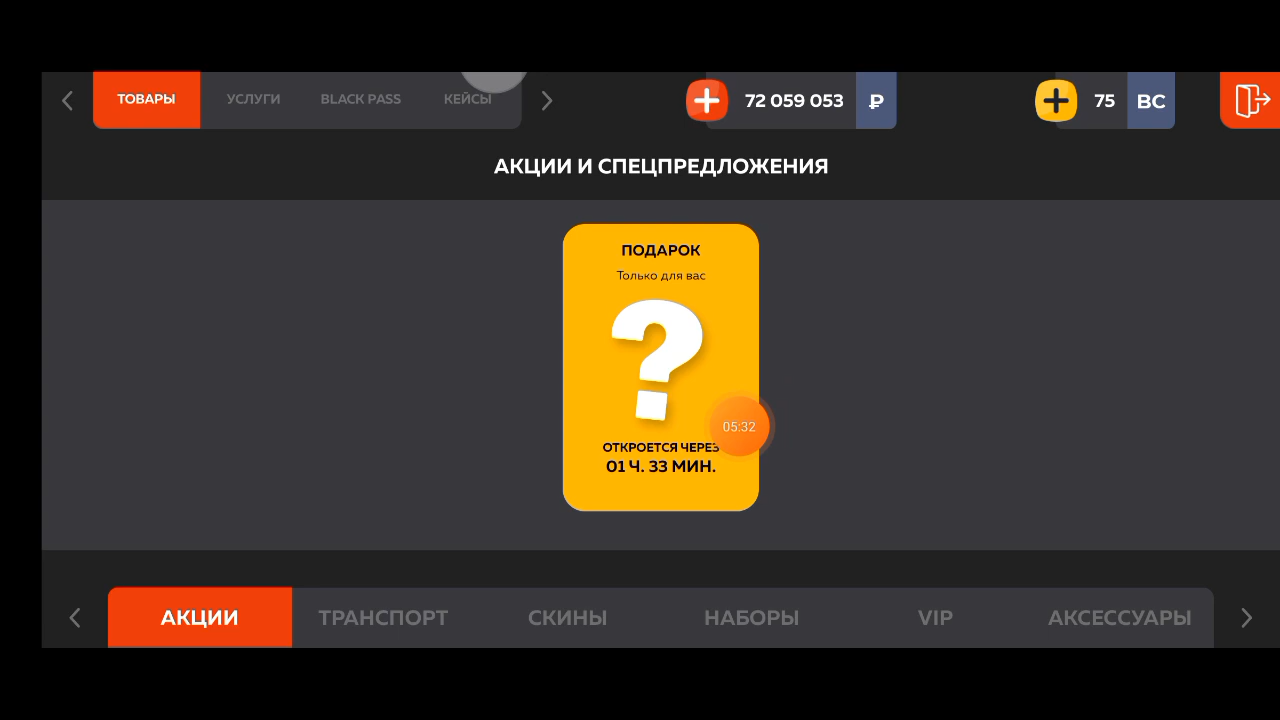 ТОВАРЫ УСЛУГИ BLACK PASS КЕЙСЫ 72 059 053 ₽ 75 BC
АКЦИИ И СПЕЦПРЕДЛОЖЕНИЯ
ПОДАРОК
Только для вас
?
05:32
ОТКРОЕТСЯ ЧЕРЕЗ
01 Ч. 33 МИН.
АКЦИИ ТРАНСПОРТ СКИНЫ НАБОРЫ VIP АКСЕССУАРЫ